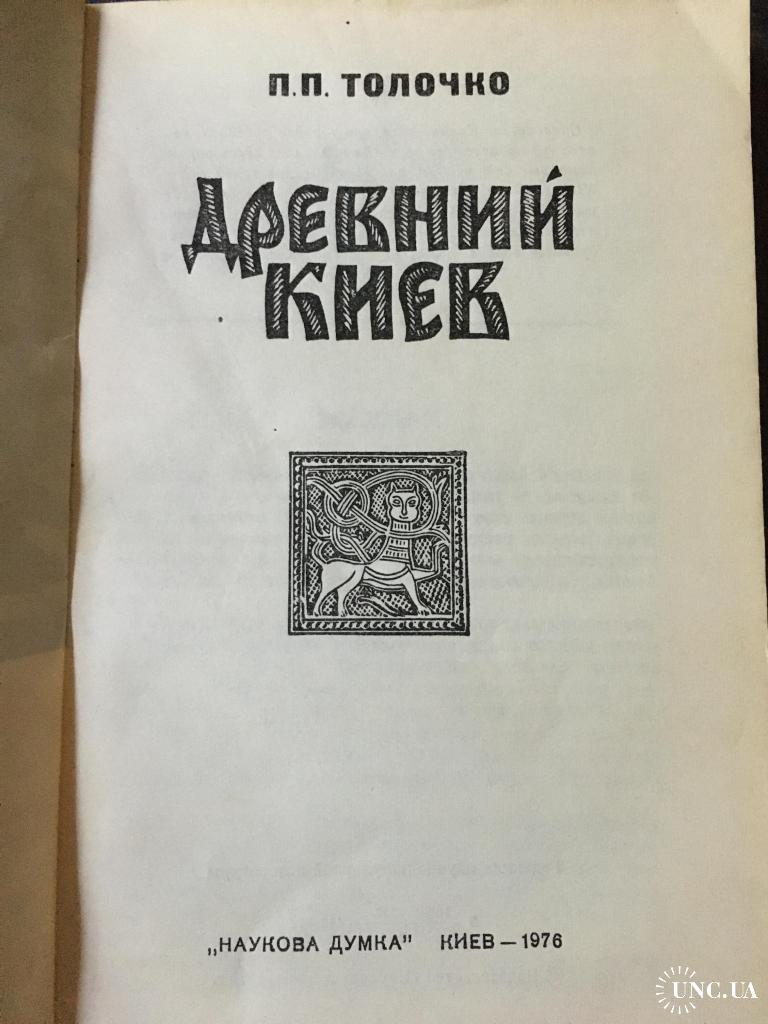 П.П. ТОЛОЧКО
ДРЕВНИЙ
КИЕВ
„НАУКОВА ДУМКА" КИЕВ — 1976
UNC.UA